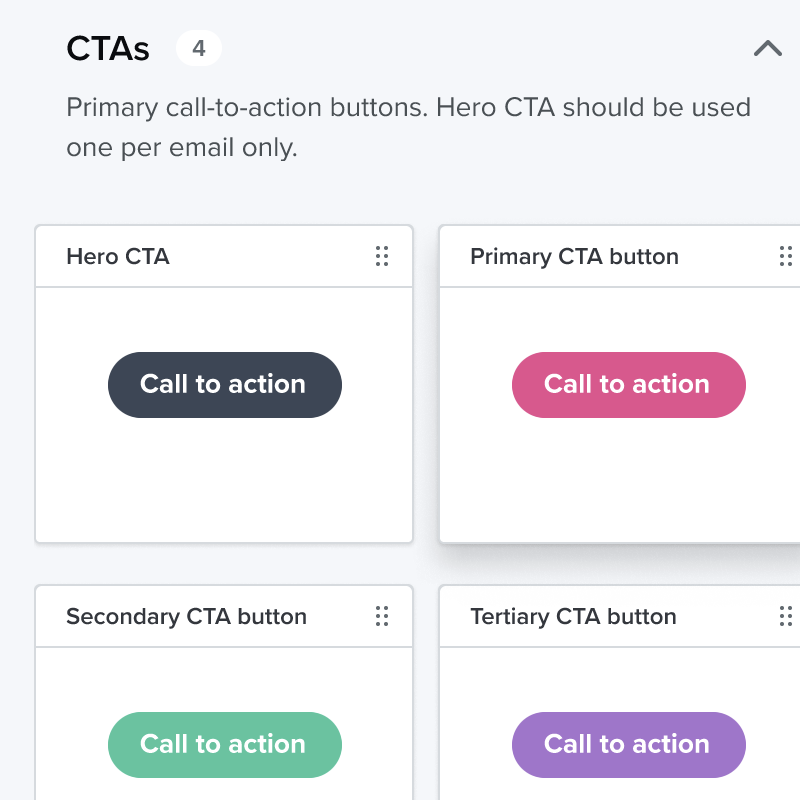 CTAs 4
Primary call-to-action buttons. Hero CTA should be used
one per email only.
Hero CTA
Primary CTA button
Call to action
Call to action
Secondary CTA button
Tertiary CTA button
Call to action
Call to action